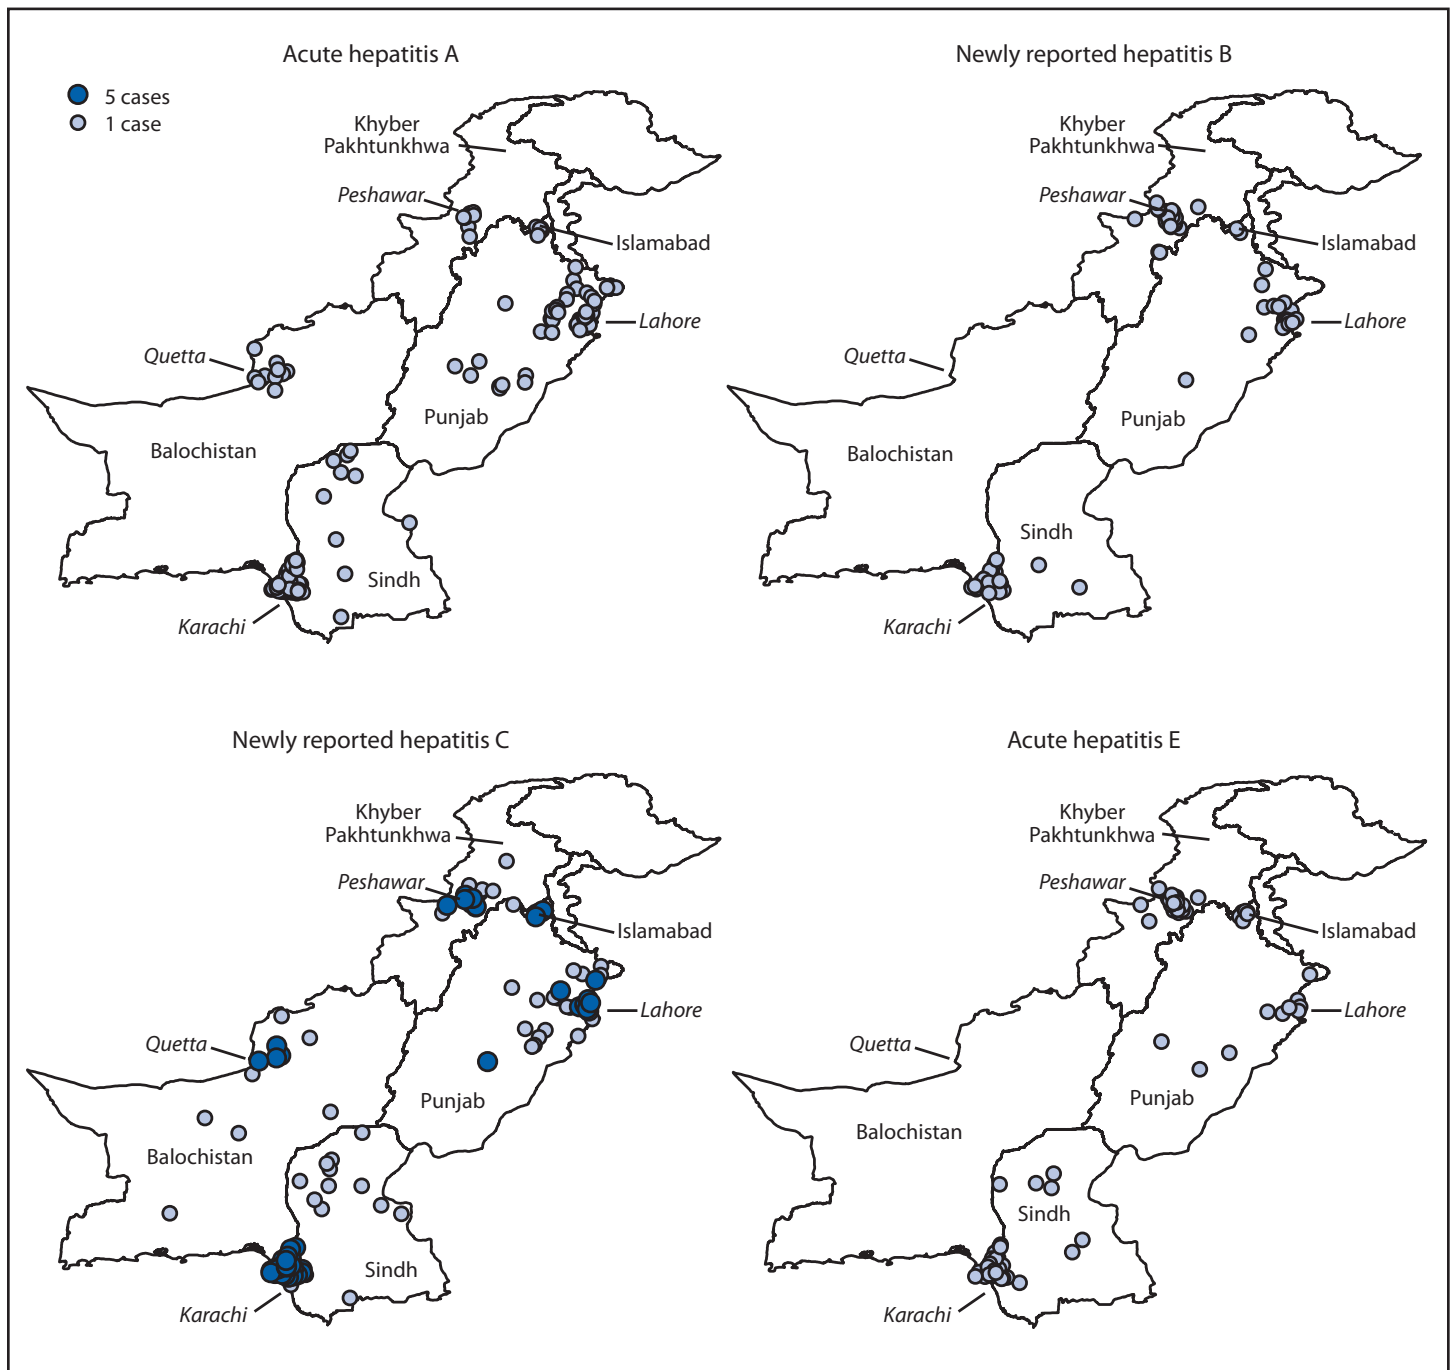 Acute hepatitis A
5 cases
1 case
Khyber
Pakhtunkhwa
Peshawar
Islamabad
Lahore
Quetta
Punjab
Balochistan
Sindh
Karachi
Newly reported hepatitis B
Khyber
Pakhtunkhwa
Peshawar
Islamabad
Lahore
Quetta
Punjab
Balochistan
Sindh
Karachi
Newly reported hepatitis C
Khyber
Pakhtunkhwa
Peshawar
Islamabad
Lahore
Quetta
Punjab
Balochistan
Sindh
Karachi
Acute hepatitis E
Khyber
Pakhtunkhwa
Peshawar
Islamabad
Lahore
Quetta
Punjab
Balochistan
Sindh
Karachi